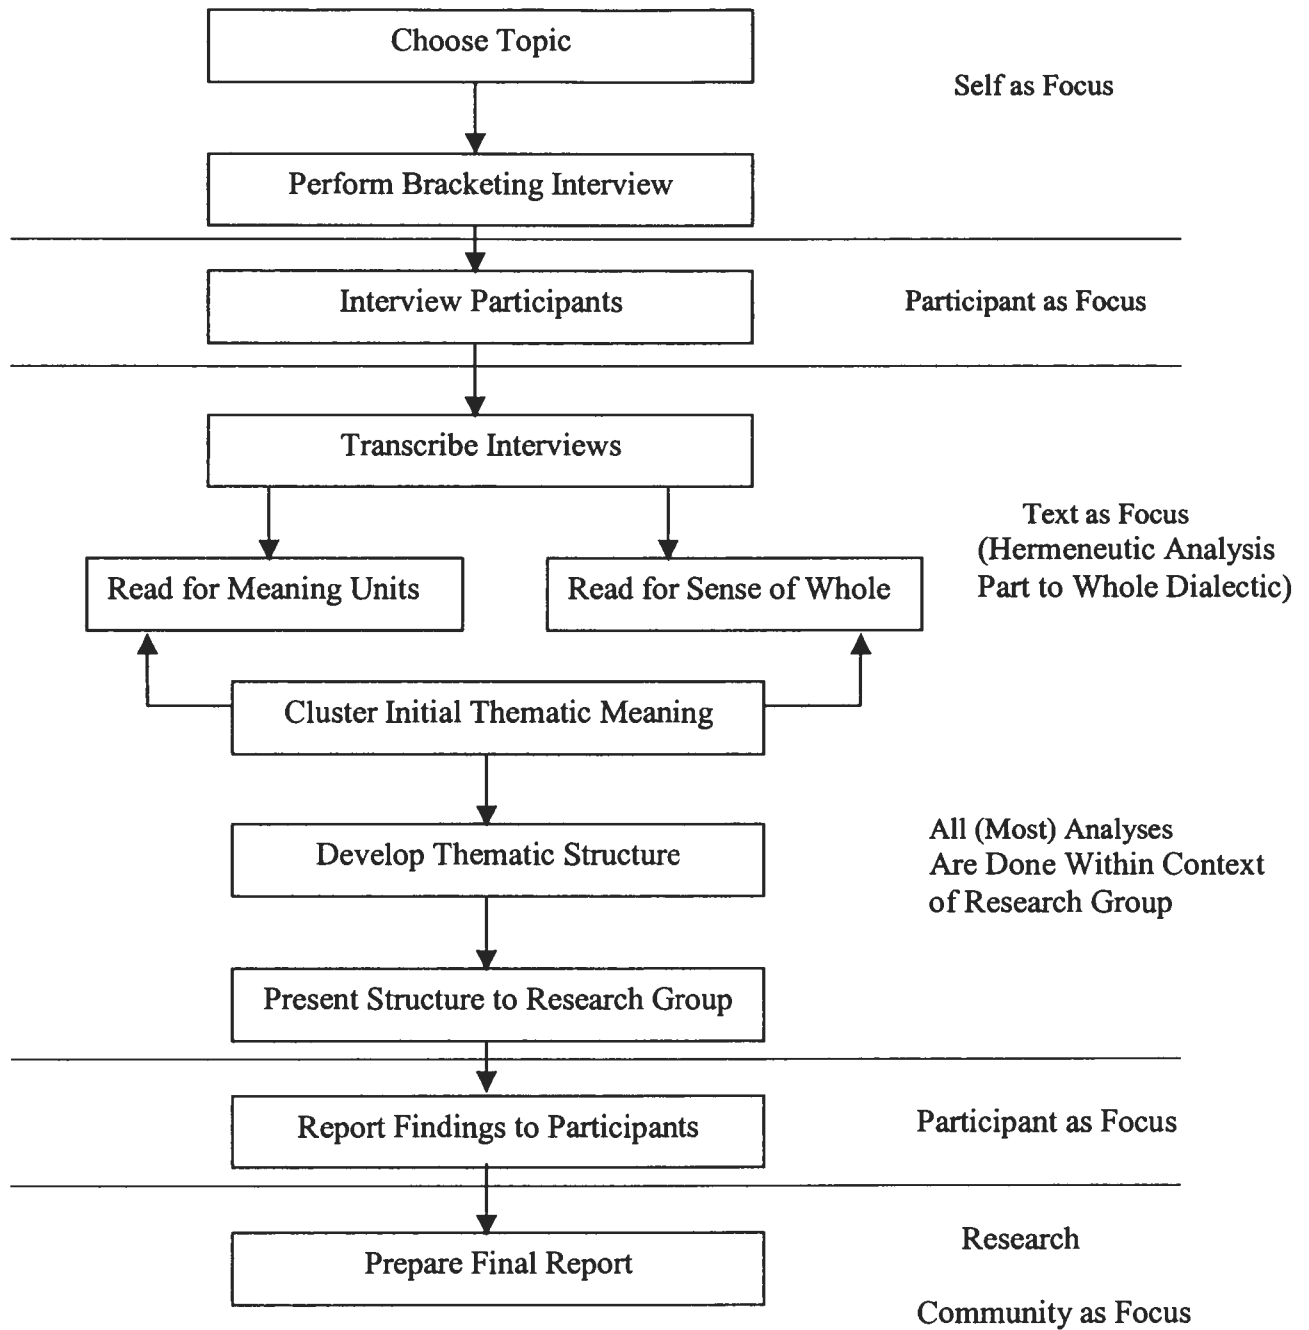 Choose Topic
Self as Focus
Perform Bracketing Interview
Interview Participants
Participant as Focus
Transcribe Interviews
Text as Focus
(Hermeneutic Analysis
Part to Whole Dialectic)
Read for Meaning Units
Read for Sense of Whole
Cluster Initial Thematic Meaning
Develop Thematic Structure
All (Most) Analyses
Are Done Within Context
of Research Group
Present Structure to Research Group
Report Findings to Participants
Participant as Focus
Prepare Final Report
Research
Community as Focus